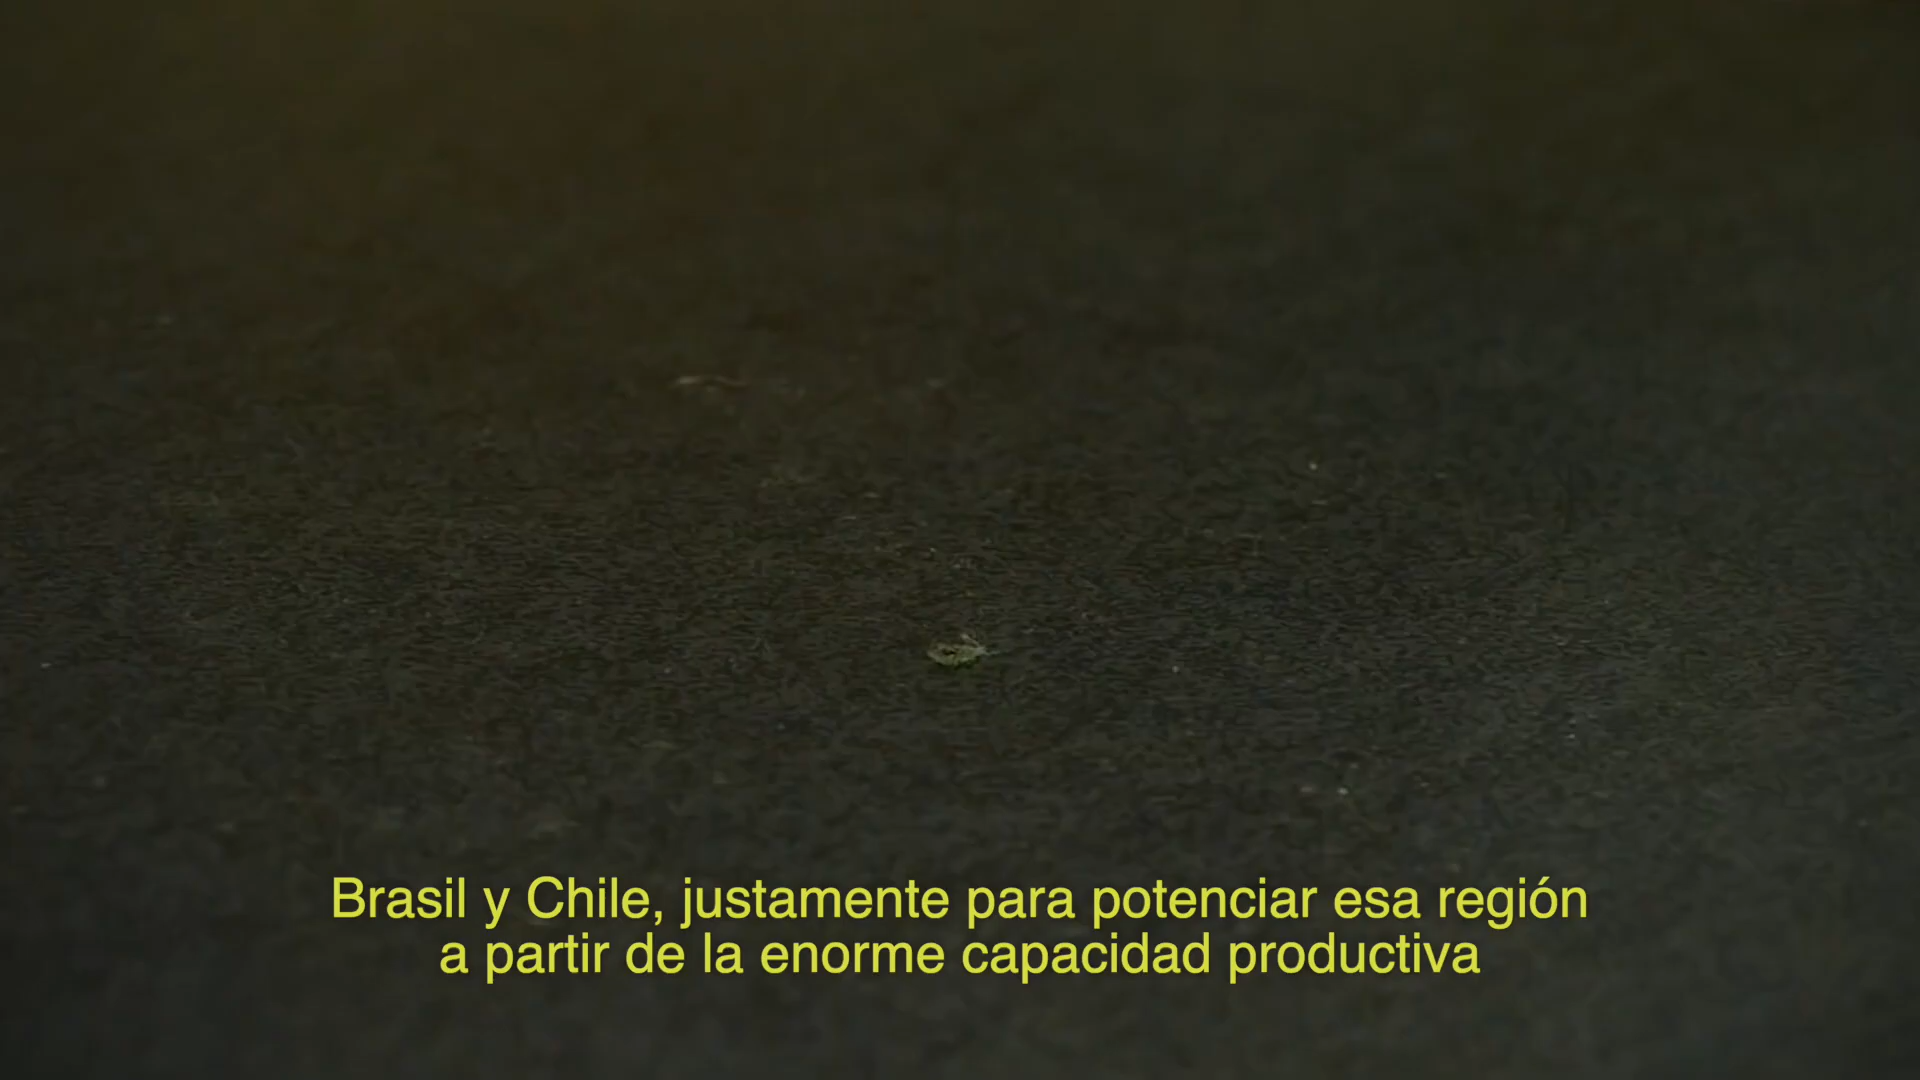 Brasil y Chile, justamente para potenciar esa región
a partir de la enorme capacidad productiva